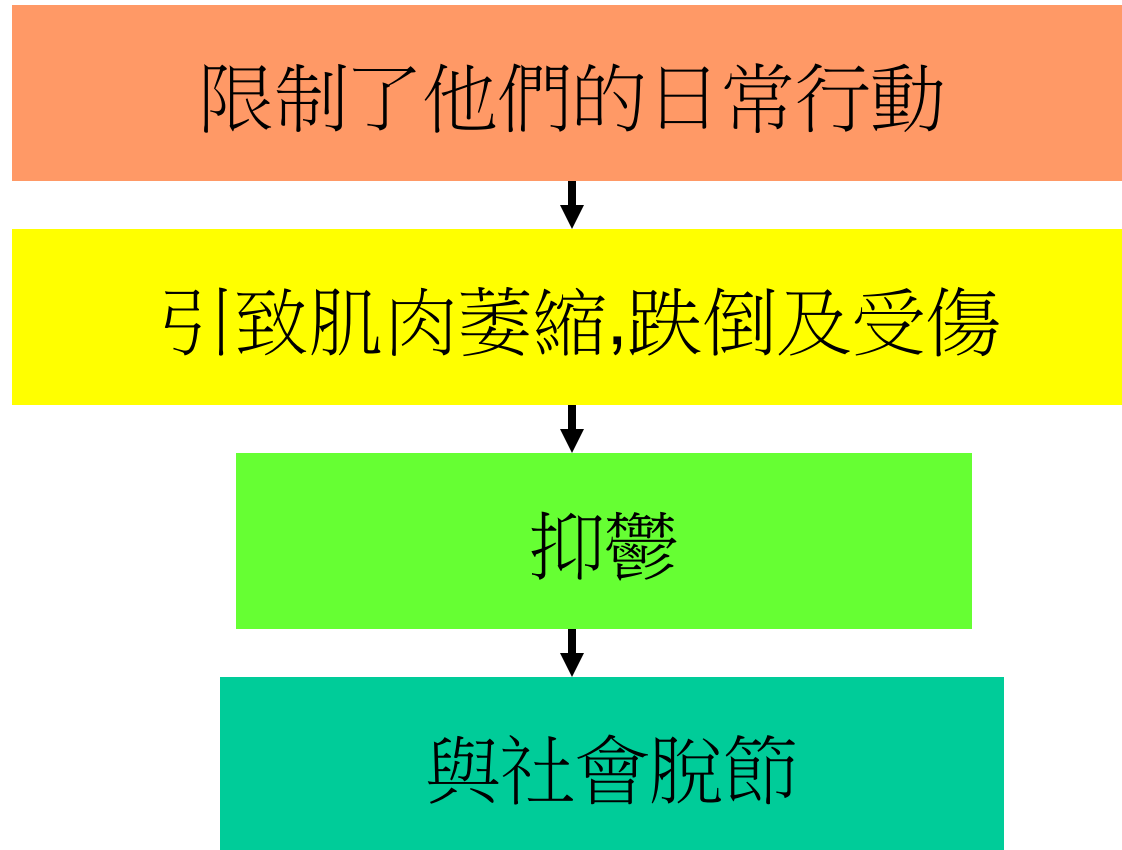 限制了他們的日常行動
引致肌肉萎縮,跌倒及受傷
抑鬱
與社會脫節